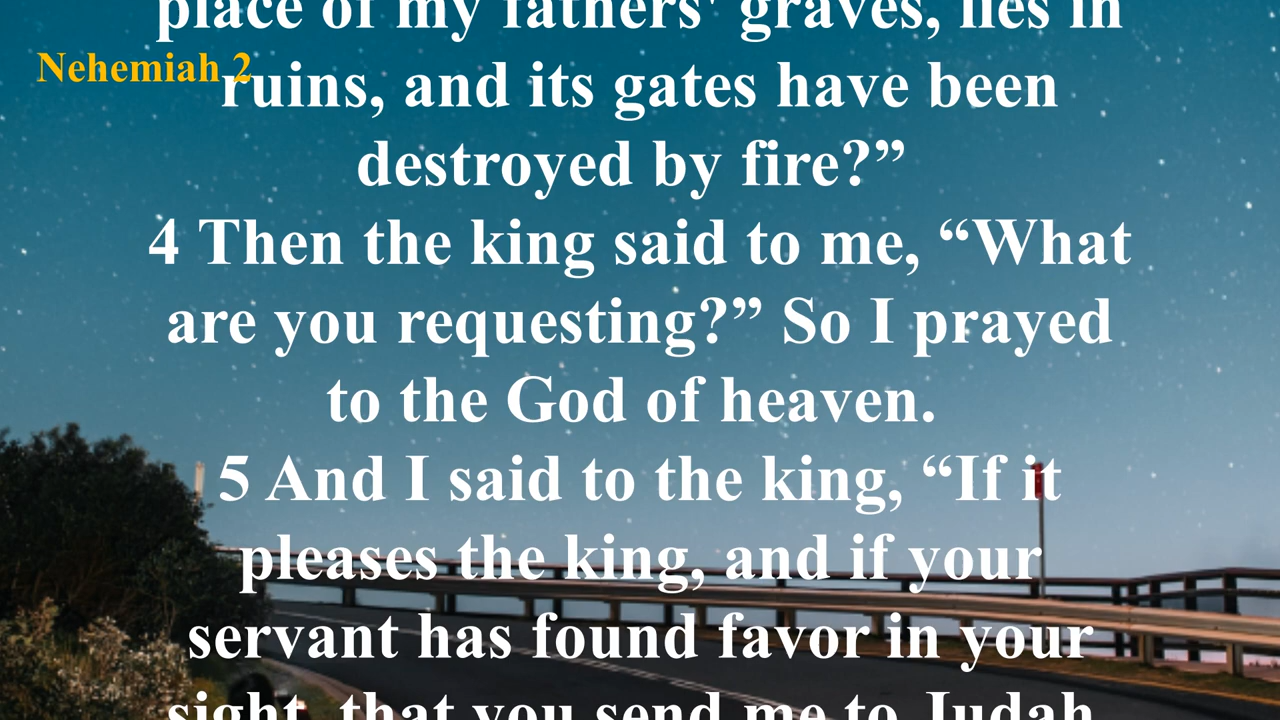 place of my fathers' graves, lies in
Nehemiah 2
ruins, and its gates have been
destroyed by fire?”
4 Then the king said to me, “What
are you requesting?” So I prayed
to the God of heaven.
5 And I said to the king, “If it
pleases the king, and if your
servant has found favor in your
sight, that you send me to Judah,